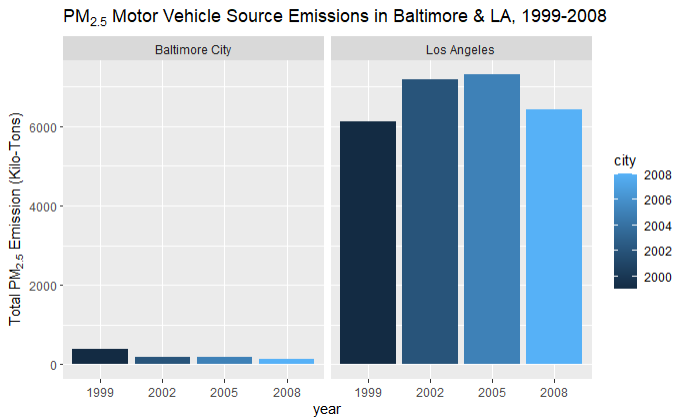 PM2.5 Motor Vehicle Source Emissions in Baltimore & LA, 1999-2008
Baltimore City
Los Angeles
Total PM2.5 Emission (Kilo-Tons)
6000
4000
2000
0
1999 2002 2005 2008
1999 2002 2005 2008
year
city
2008
2006
2004
2002
2000